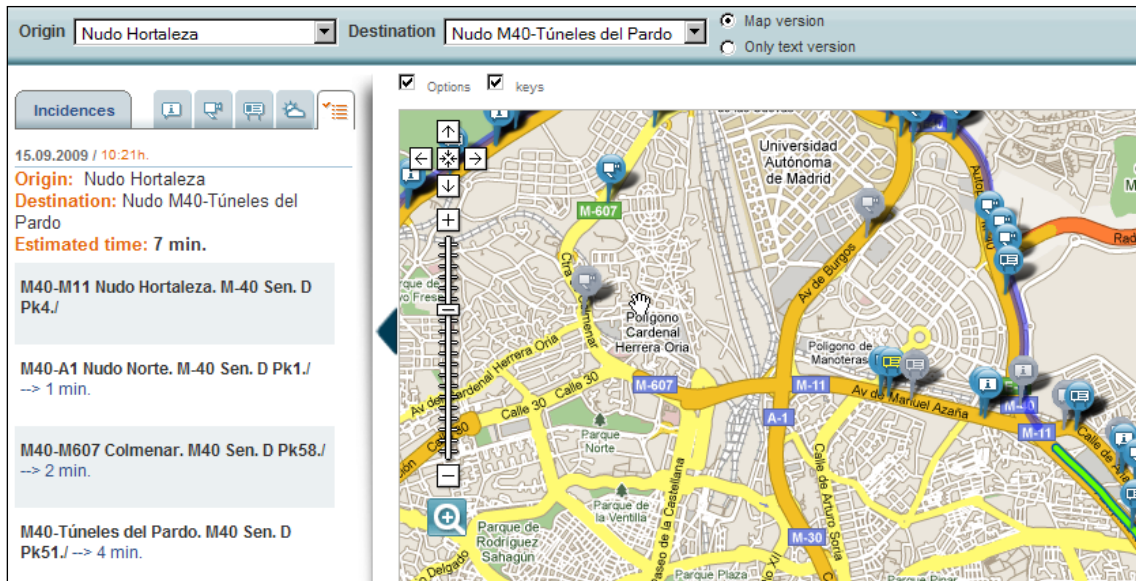 Origin
Nudo Hortaleza
Destination
Nudo M40-Túneles del Pardo
Map version
Only text version
Options
keys
Incidences
15.09.2009 / 10:21h.
Origin: Nudo Hortaleza
Destination: Nudo M40-Túneles del
Pardo
Estimated time: 7 min.
M40-M11 Nudo Hortaleza. M-40 Sen. D
Pk4./
M40-A1 Nudo Norte. M-40 Sen. D Pk1./
--> 1 min.
M40-M607 Colmenar. M40 Sen. D Pk58./
--> 2 min.
M40-Túneles del Pardo. M40 Sen. D
Pk51./ --> 4 min.
Universidad
Autónoma
de Madrid
M-607
Av de Burgos
Polígono
Cardenal
Herrera Oria
Polígono de
Manoteras
M-607
M-11
Av de Manuel Azaña
M-40
M-11
A-1
Av de Cardenal Herrera Oria
Calle 30
Calle 30
Parque
Norte
Parque de
la Ventilla
Parque de
Rodríguez
Sahagún
Paseo de la Castellana
Calle de Arturo Soria
M-30
Parque Plaza